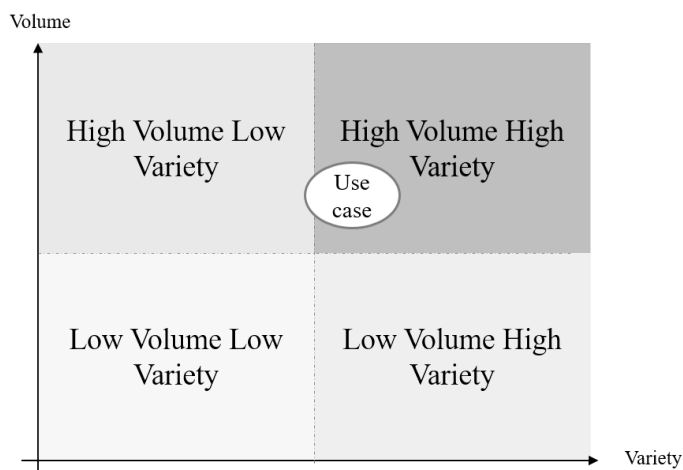 Volume
High Volume Low
Variety
High Volume High
Variety
Use
case
Low Volume Low
Variety
Low Volume High
Variety
Variety